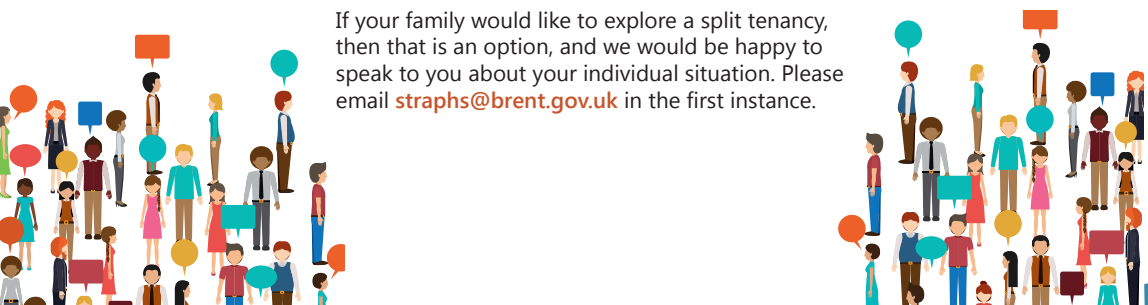 If your family would like to explore a split tenancy,
then that is an option, and we would be happy to
speak to you about your individual situation. Please
email straphs@brent.gov.uk in the first instance.